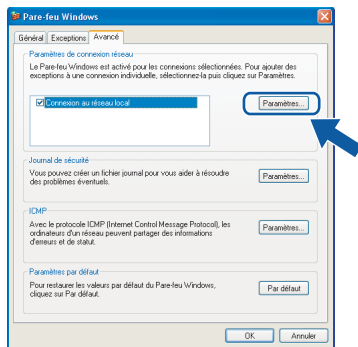 Pare-feu Windows
Général Exceptions Avancé
Paramètres de connexion réseau
Le Pare-feu Windows est activé pour les connexions sélectionnées. Pour ajouter des
exceptions à une connexion individuelle, sélectionnez-la puis cliquez sur Paramètres.
Connexion au réseau local
Paramètres...
Journal de sécurité
Vous pouvez créer un fichier journal pour vous aider à résoudre
des problèmes éventuels.
Paramètres...
ICMP
Avec le protocole ICMP (Internet Control Message Protocol), les
ordinateurs d'un réseau peuvent partager des informations
d'erreurs et de statut.
Paramètres...
Paramètres par défaut
Pour restaurer les valeurs par défaut du Pare-feu Windows,
cliquez sur Par défaut.
Par défaut
OK Annuler